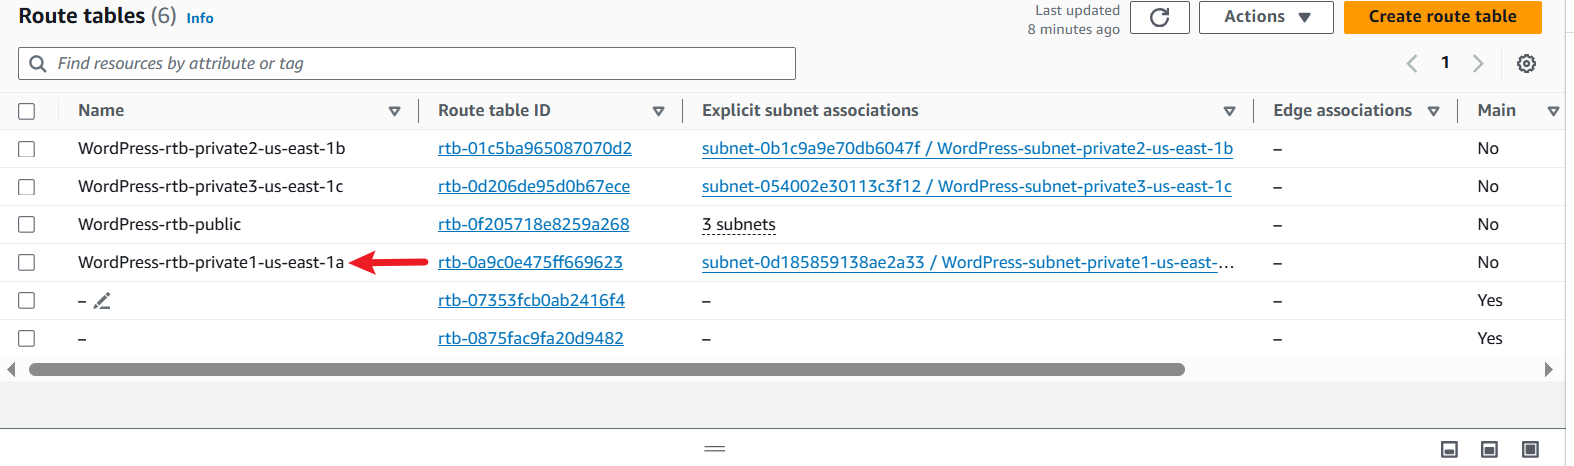 Route tables (6) Info
Last updated
8 minutes ago
Actions
Create route table
Find resources by attribute or tag
1
Name Route table ID Explicit subnet associations Edge associations Main
WordPress-rtb-private2-us-east-1b rtb-01c5ba965087070d2 subnet-0b1c9a9e70db6047f / WordPress-subnet-private2-us-east-1b – No
WordPress-rtb-private3-us-east-1c rtb-0d206de95d0b67ece subnet-054002e30113c3f12 / WordPress-subnet-private3-us-east-1c – No
WordPress-rtb-public rtb-0f205718e8259a268 3 subnets – No
WordPress-rtb-private1-us-east-1a rtb-0a9c0e475ff669623 subnet-0d185859138ae2a33 / WordPress-subnet-private1-us-east-... – No
– rtb-07353fcb0ab2416f4 – – Yes
– rtb-0875fac9fa20d9482 – – Yes